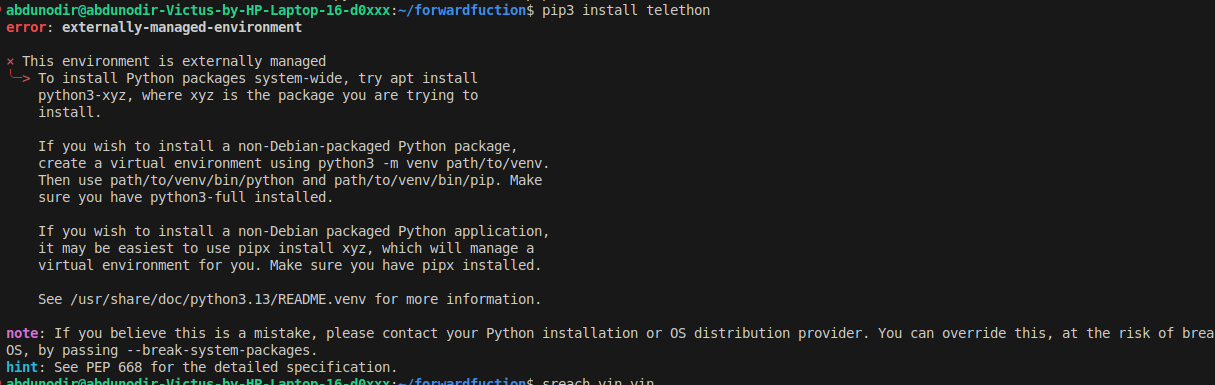 abdunodir@abdunodir-Victus-by-HP-Laptop-16-d0xxx:~/forwardfuction$ pip3 install telethon
error: externally-managed-environment
× This environment is externally managed
╰─> To install Python packages system-wide, try apt install
python3-xyz, where xyz is the package you are trying to
install.
If you wish to install a non-Debian-packaged Python package,
create a virtual environment using python3 -m venv path/to/venv.
Then use path/to/venv/bin/python and path/to/venv/bin/pip. Make
sure you have python3-full installed.
If you wish to install a non-Debian packaged Python application,
it may be easiest to use pipx install xyz, which will manage a
virtual environment for you. Make sure you have pipx installed.
See /usr/share/doc/python3.13/README.venv for more information.
note: If you believe this is a mistake, please contact your Python installation or OS distribution provider. You can override this, at the risk of brea
OS, by passing --break-system-packages.
hint: See PEP 668 for the detailed specification.
abdunodir@abdunodir-Victus-by-HP-Laptop-16-d0xxx:~/forwardfuction$